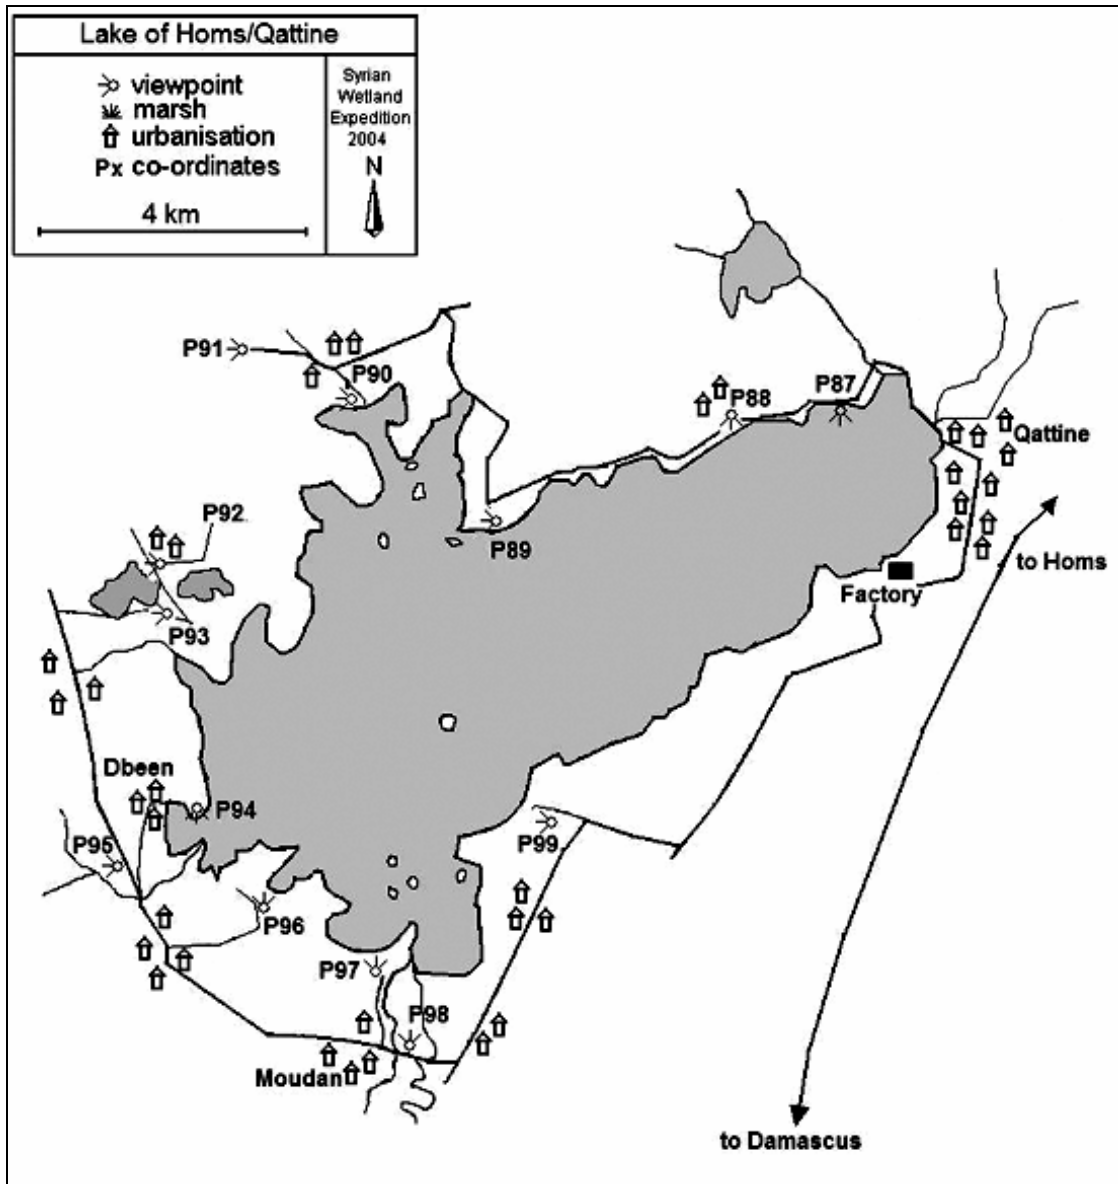 Lake of Homs/Qattine
viewpoint
marsh
urbanisation
Px co-ordinates
4 km
Syrian
Wetland
Expedition
2004
N
P91
P90
P88
P87
Qattine
P92
P89
to Homs
Factory
P93
Dbeen
P94
P95
P99
P96
P97
P98
Moudan
to Damascus